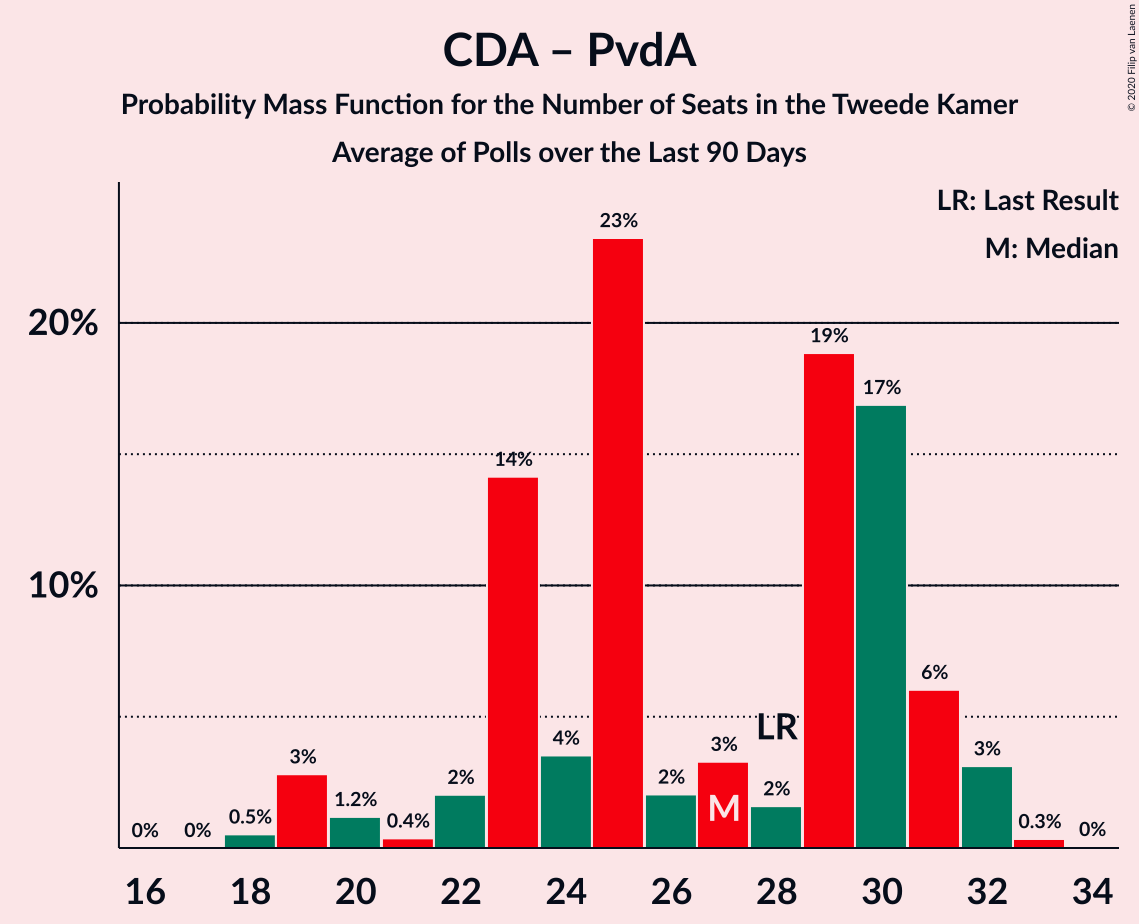 CDA – PvdA
Probability Mass Function for the Number of Seats in the Tweede Kamer
Average of Polls over the Last 90 Days
© 2020 Filip van Laenen
LR: Last Result
M: Median
23%
20%
19%
17%
14%
10%
6%
LR
4%
3%
3%
3%
2%
2%
2%
M
1.2%
0.5%
0.4%
0.3%
0%
0%
0%
16 18 20 22 24 26 28 30 32 34